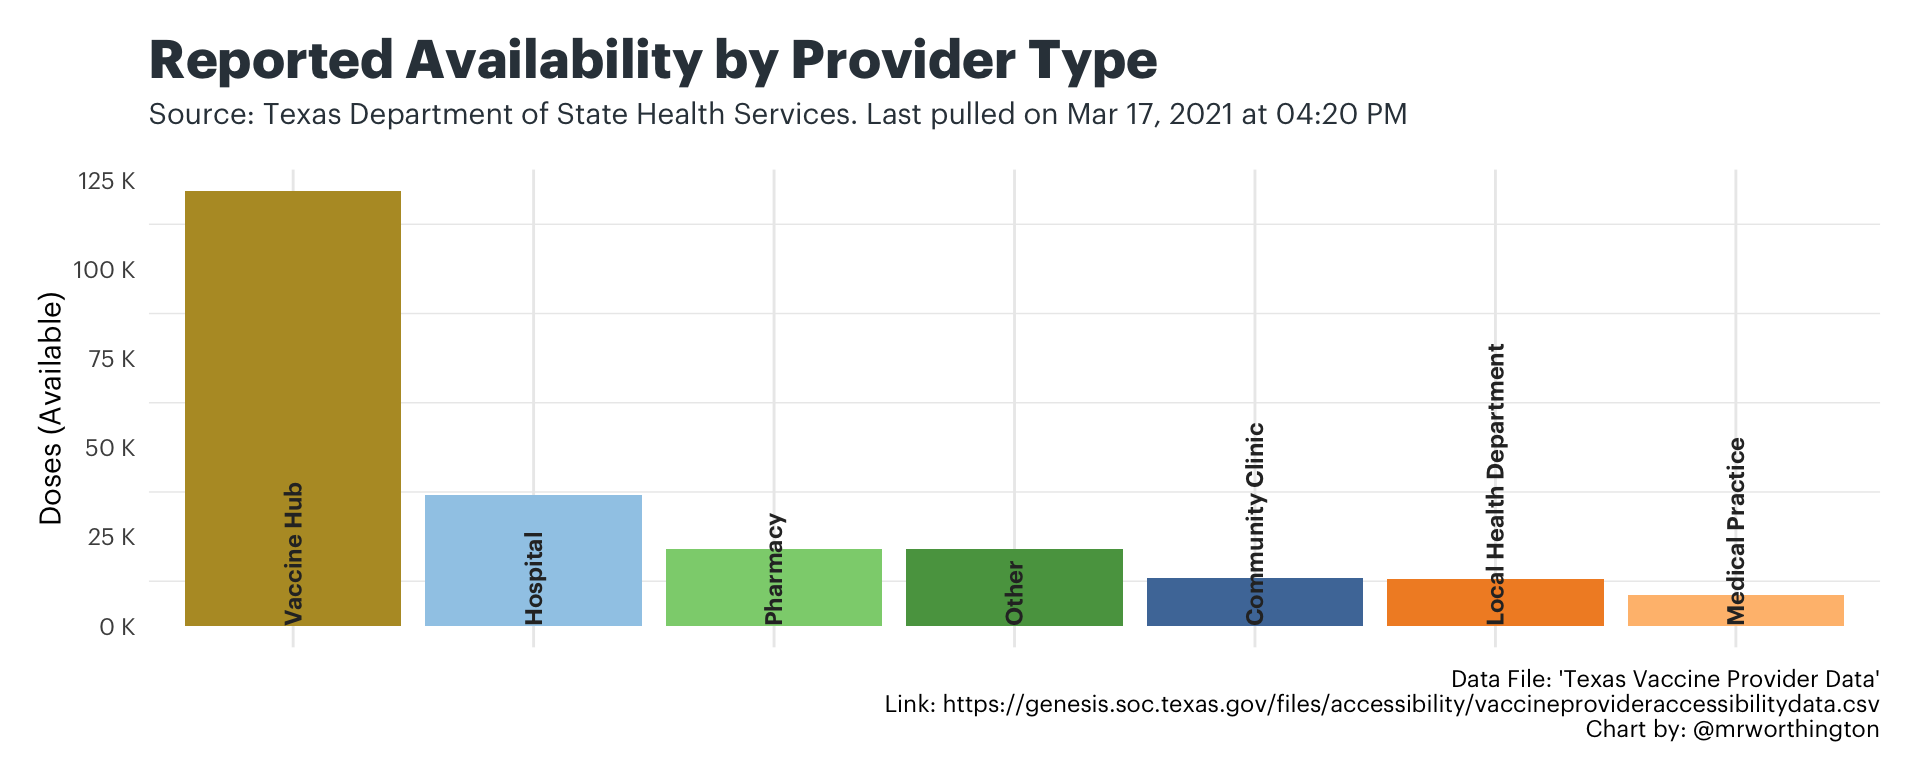 Reported Availability by Provider Type
Source: Texas Department of State Health Services. Last pulled on Mar 17, 2021 at 04:20 PM
Doses (Available)
125 K
100 K
75 K
50 K
25 K
0 K
Vaccine Hub
Hospital
Pharmacy
Other
Community Clinic
Local Health Department
Medical Practice
Data File: 'Texas Vaccine Provider Data'
Link: https://genesis.soc.texas.gov/files/accessibility/vaccineprovideraccessibilitydata.csv
Chart by: @mrworthington